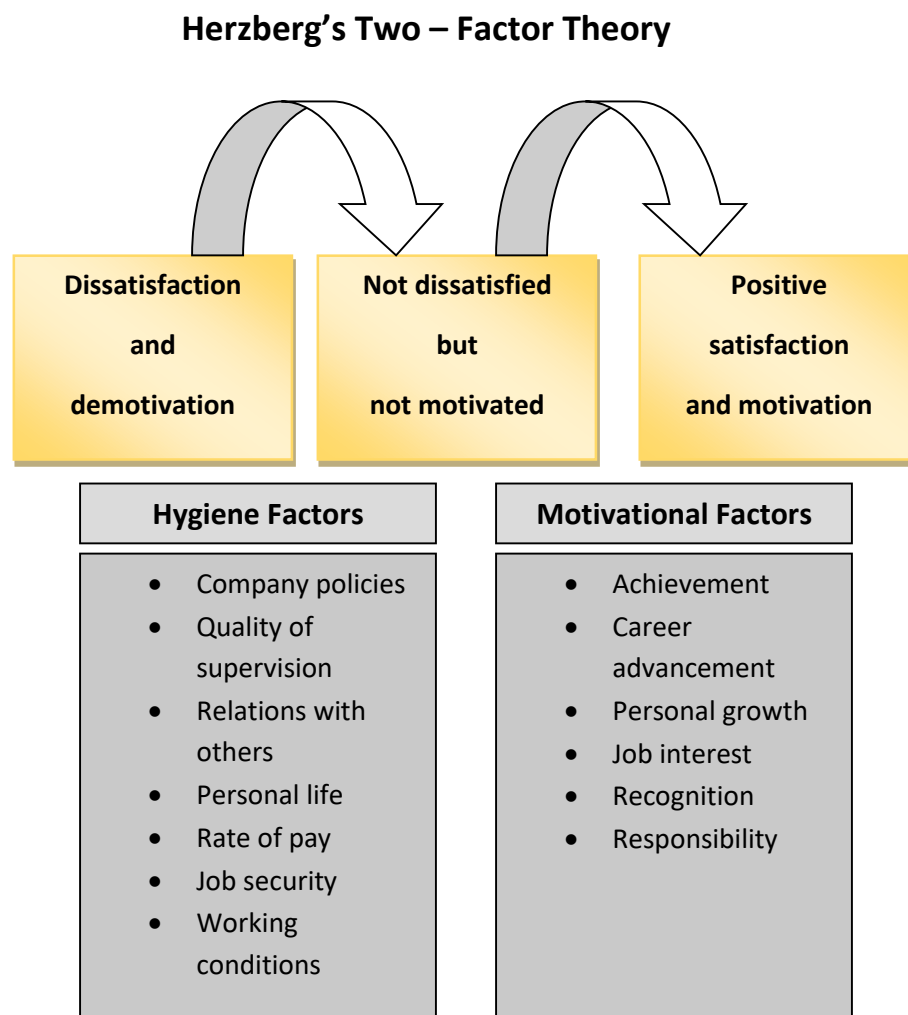 Herzberg’s Two – Factor Theory
Dissatisfaction
and
demotivation
Not dissatisfied
but
not motivated
Positive
satisfaction
and motivation
Hygiene Factors
• Company policies
• Quality of
supervision
• Relations with
others
• Personal life
• Rate of pay
• Job security
• Working
conditions
Motivational Factors
• Achievement
• Career
advancement
• Personal growth
• Job interest
• Recognition
• Responsibility